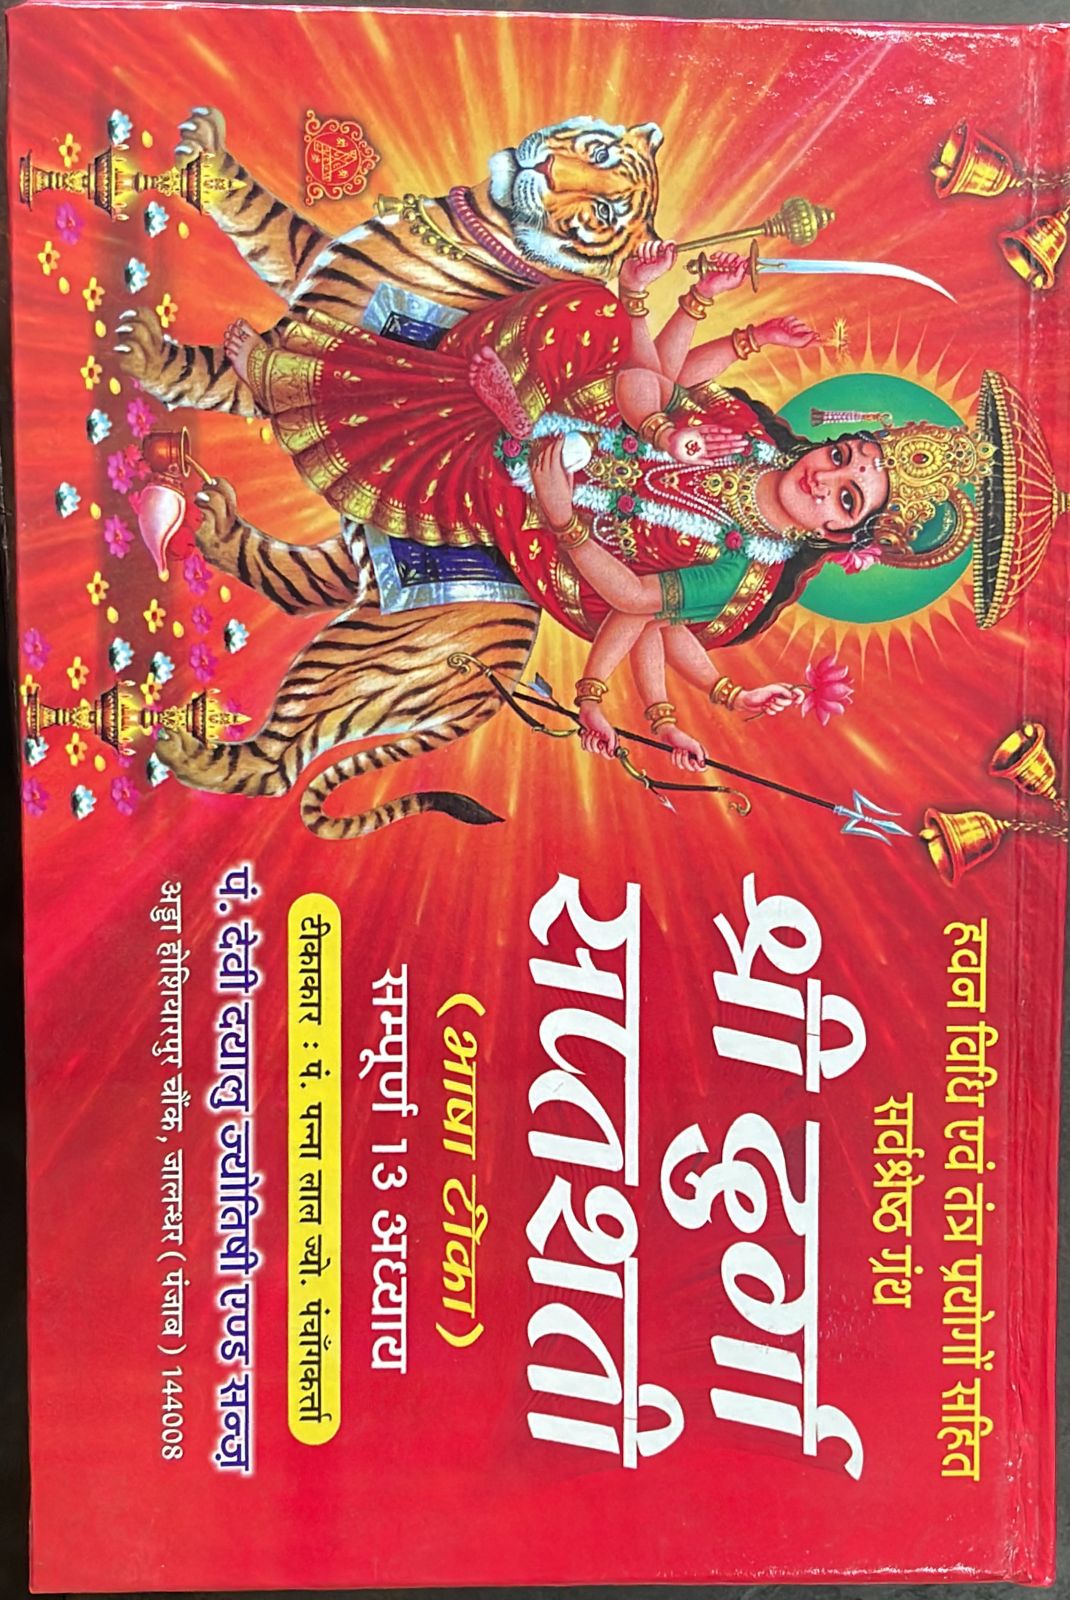 हवन विधि एवं तंत्र प्रयोगों सहित
सर्वश्रेष्ठ ग्रंथ
श्री दुर्गा
सप्तशती
(भाषा टीका)
सम्पूर्ण 13 अध्याय
टीकाकार : पं. पन्ना लाल ज्यो. पंचाँगकर्त्ता
पं. देवी दयालु ज्योतिषी एण्ड सन्ज़
अड्डा होशियारपुर चौंक, जालन्धर ( पंजाब ) 144008
ॐ